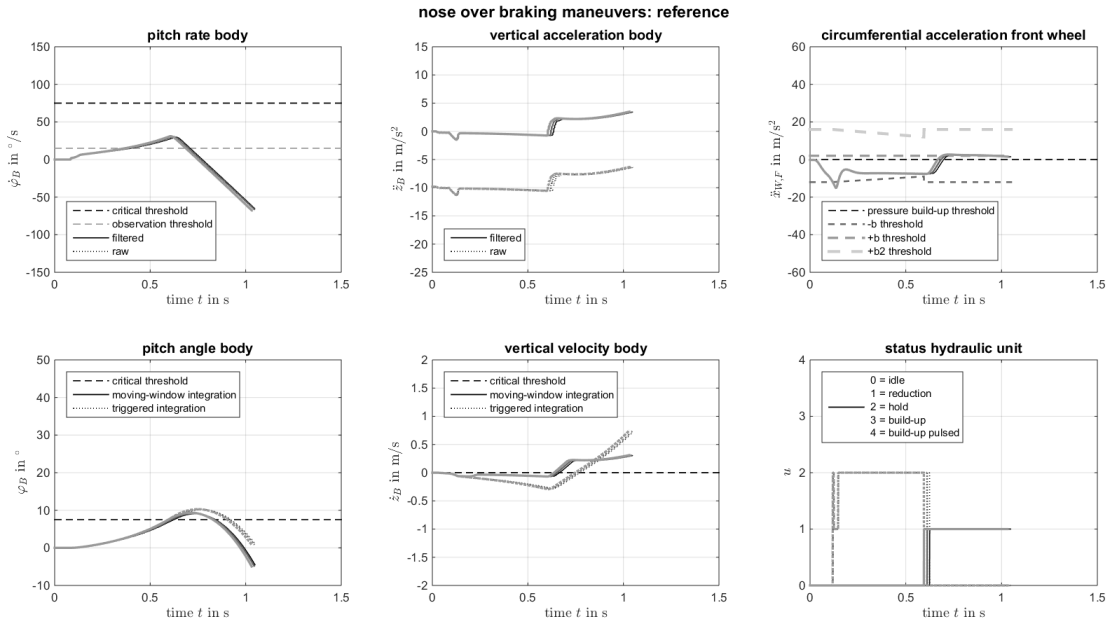 nose over braking maneuvers: reference
pitch rate body
150
100
50
0
-50
-100
-150
0
0.5
1
1.5
φ̇_B in °/s
time t in s
critical threshold
observation threshold
filtered
raw
vertical acceleration body
15
10
5
0
-5
-10
-15
-20
-25
0
0.5
1
1.5
z̈_B in m/s²
time t in s
filtered
raw
circumferential acceleration front wheel
60
40
20
0
-20
-40
-60
0
0.5
1
1.5
ẍ_W,F in m/s²
time t in s
pressure build-up threshold
-b threshold
+b threshold
+b2 threshold
pitch angle body
50
40
30
20
10
0
-10
0
0.5
1
1.5
φ_B in °
time t in s
critical threshold
moving-window integration
triggered integration
vertical velocity body
2
1.5
1
0.5
0
-0.5
-1
-1.5
-2
0
0.5
1
1.5
ż_B in m/s
time t in s
critical threshold
moving-window integration
triggered integration
status hydraulic unit
4
3
2
1
0
0
0.5
1
1.5
u
time t in s
0 = idle
1 = reduction
2 = hold
3 = build-up
4 = build-up pulsed